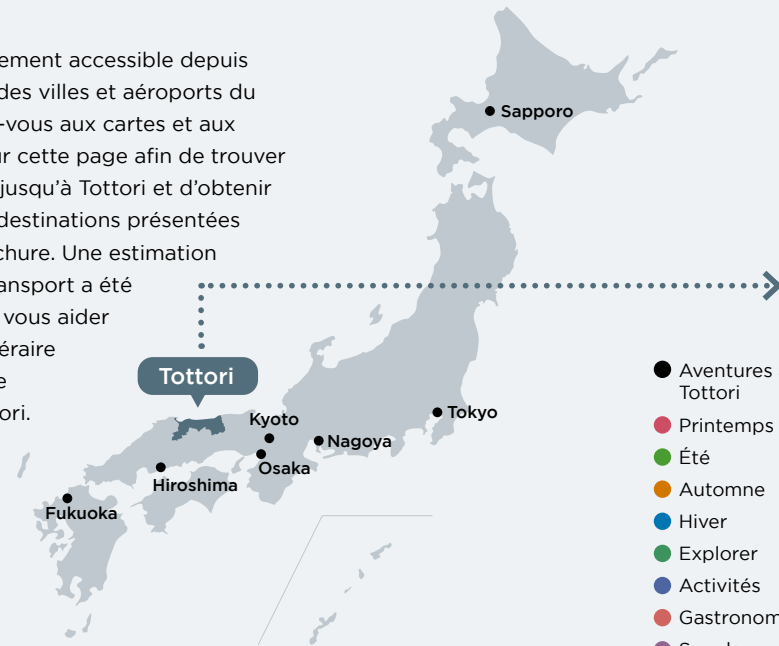 ement accessible depuis
des villes et aéroports du
-vous aux cartes et aux
r cette page afin de trouver
jusqu'à Tottori et d'obtenir
destinations présentées
chure. Une estimation
ansport a été
vous aider
éraire
e
ori.
Sapporo
Tottori
Kyoto
Tokyo
Nagoya
Osaka
Hiroshima
Fukuoka
Aventures
Tottori
Printemps
Été
Automne
Hiver
Explorer
Activités
Gastronom